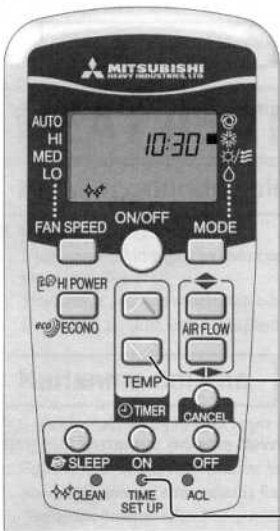 MITSUBISHI
HEAVY INDUSTRIES, LTD.
AUTO
HI
MED
LO
10:30
FAN SPEED
ON/OFF
MODE
HI POWER
eco ECONO
AIR FLOW
TEMP
TIMER
CANCEL
SLEEP
ON
OFF
CLEAN
TIME
SET UP
ACL